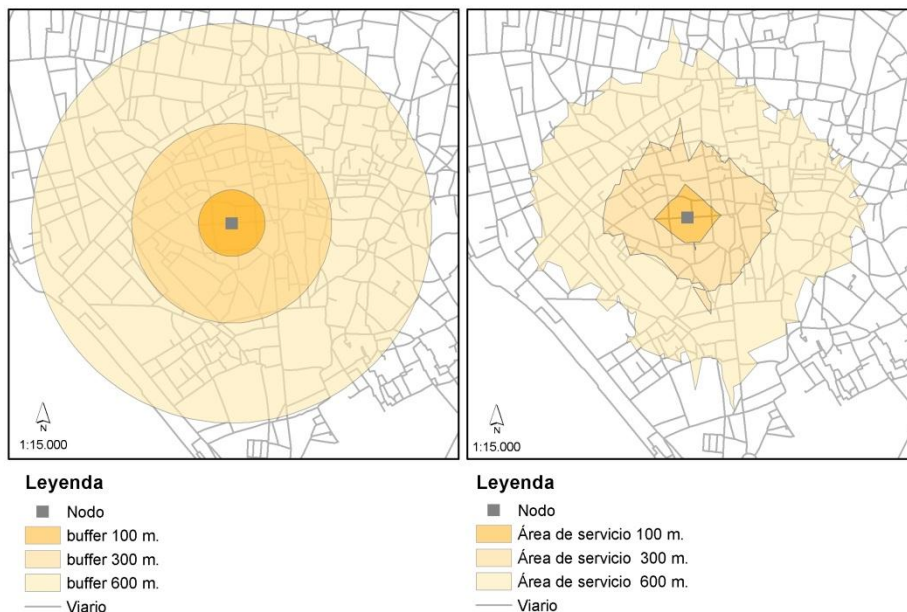 N
1:15.000
N
1:15.000
Leyenda
Nodo
buffer 100 m.
buffer 300 m.
buffer 600 m.
Viario
Leyenda
Nodo
Área de servicio 100 m.
Área de servicio 300 m.
Área de servicio 600 m.
Viario